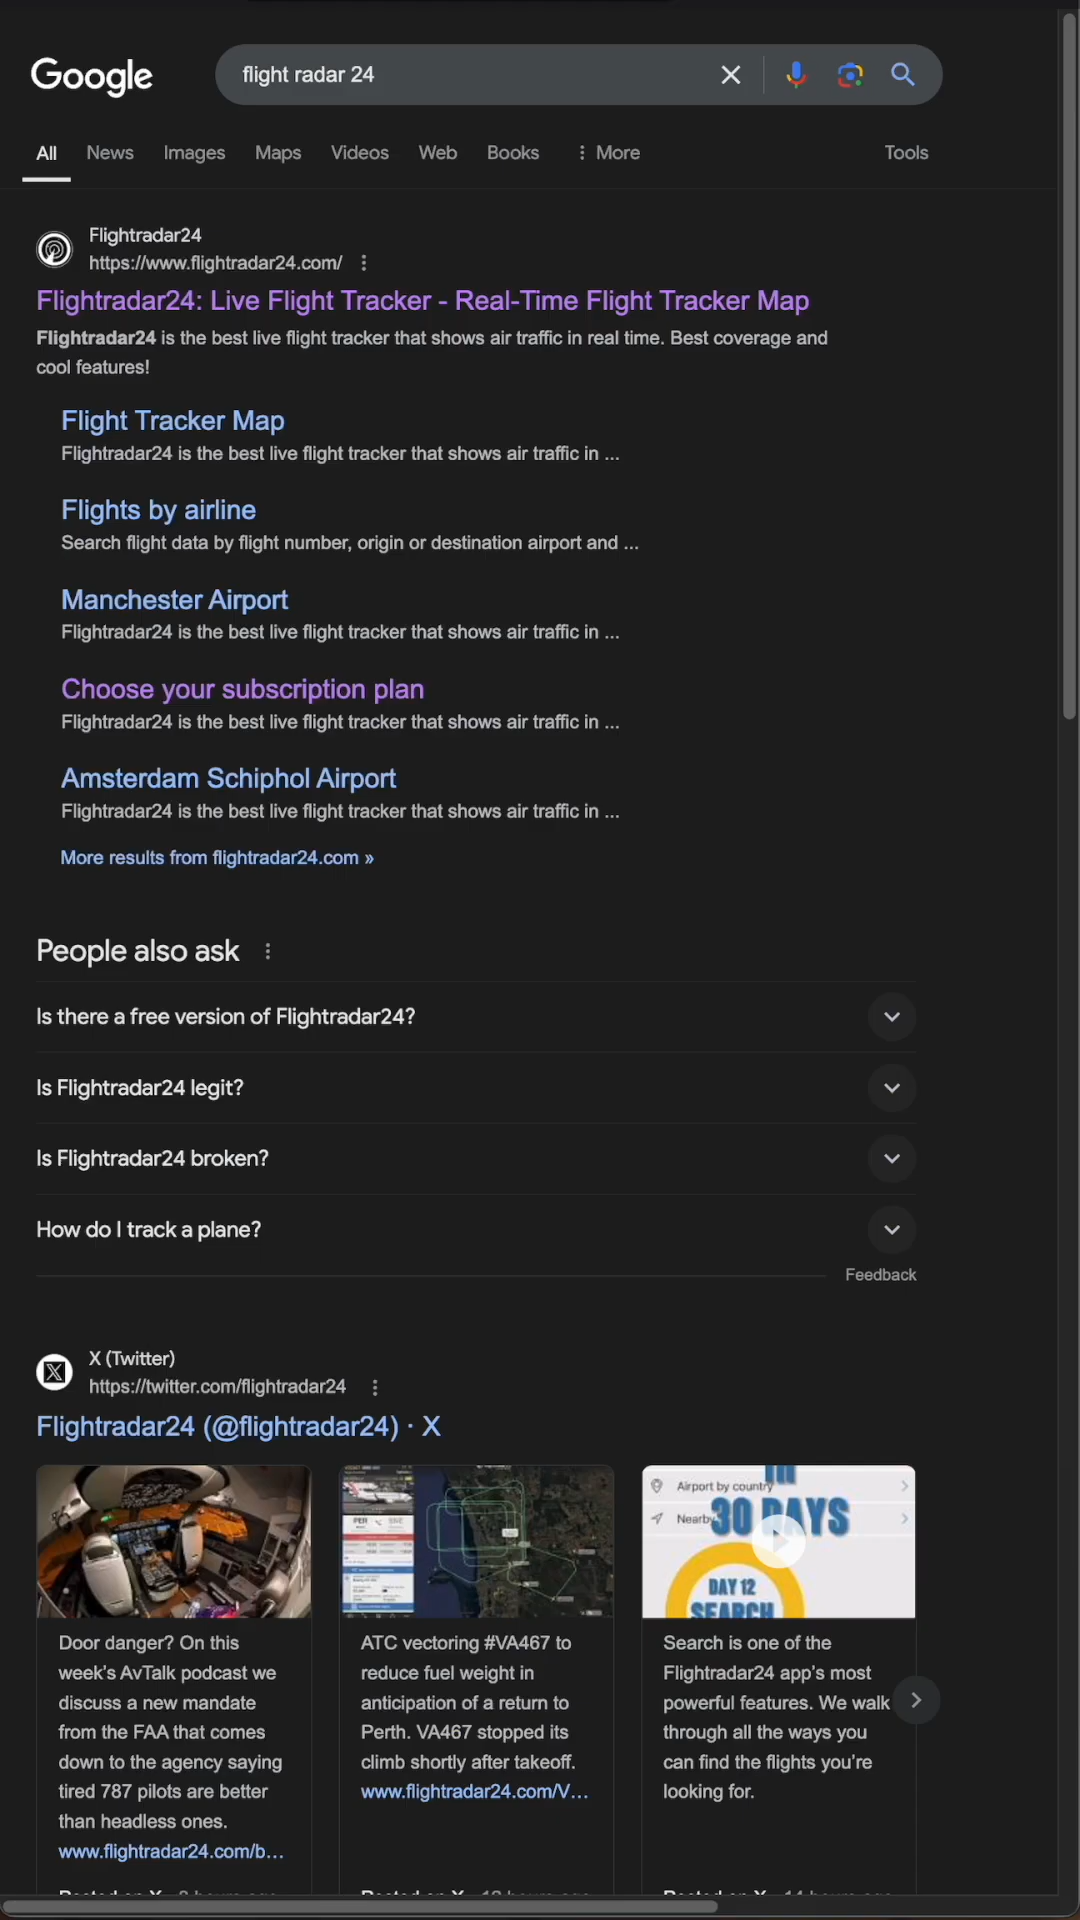 Google
flight radar 24
All News Images Maps Videos Web Books More Tools
Flightradar24
https://www.flightradar24.com/
Flightradar24: Live Flight Tracker - Real-Time Flight Tracker Map
Flightradar24 is the best live flight tracker that shows air traffic in real time. Best coverage and
cool features!
Flight Tracker Map
Flightradar24 is the best live flight tracker that shows air traffic in ...
Flights by airline
Search flight data by flight number, origin or destination airport and ...
Manchester Airport
Flightradar24 is the best live flight tracker that shows air traffic in ...
Choose your subscription plan
Flightradar24 is the best live flight tracker that shows air traffic in ...
Amsterdam Schiphol Airport
Flightradar24 is the best live flight tracker that shows air traffic in ...
More results from flightradar24.com »
People also ask
Is there a free version of Flightradar24?
Is Flightradar24 legit?
Is Flightradar24 broken?
How do I track a plane?
Feedback
X (Twitter)
https://twitter.com/flightradar24
Flightradar24 (@flightradar24) · X
PER
Airport by country
Nearby
30 DAYS
DAY 12
SEARCH
Door danger? On this
week's AvTalk podcast we
discuss a new mandate
from the FAA that comes
down to the agency saying
tired 787 pilots are better
than headless ones.
www.flightradar24.com/b...
ATC vectoring #VA467 to
reduce fuel weight in
anticipation of a return to
Perth. VA467 stopped its
climb shortly after takeoff.
www.flightradar24.com/V...
Search is one of the
Flightradar24 app's most
powerful features. We walk
through all the ways you
can find the flights you're
looking for.